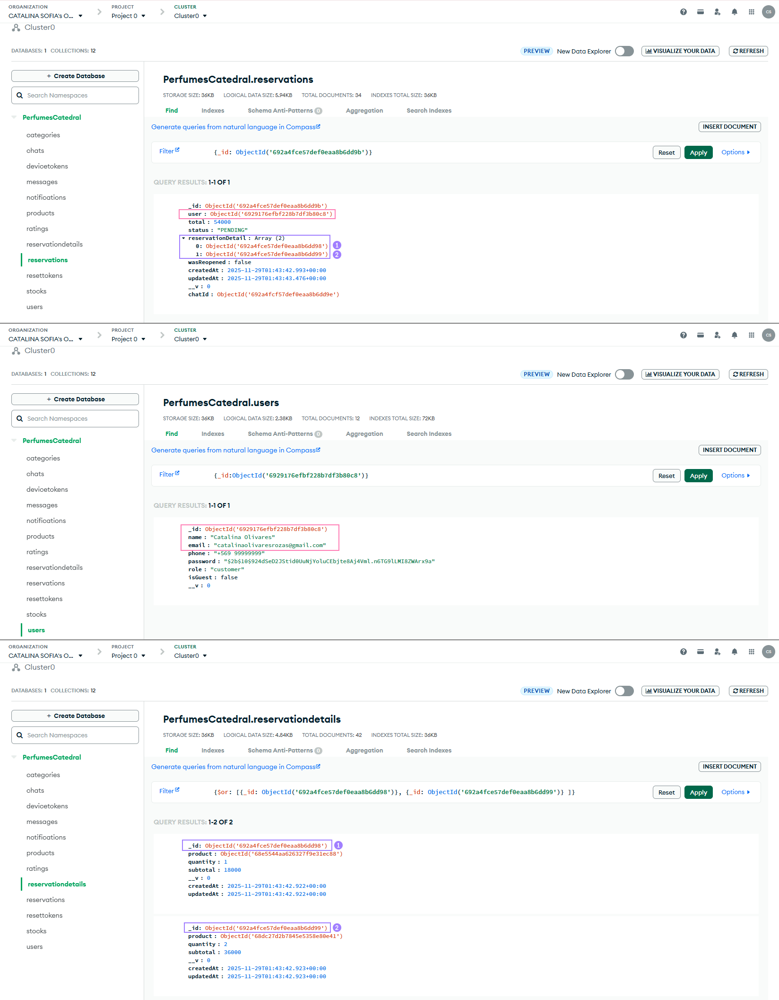 ORGANIZATION PROJECT CLUSTER
CATALINA SOFIA's O... Project 0 Cluster0 CS
Cluster0
DATABASES: 1 COLLECTIONS: 12
PREVIEW New Data Explorer VISUALIZE YOUR DATA REFRESH
+ Create Database
Search Namespaces
PerfumesCatedral
categories
chats
devicetokens
messages
notifications
products
ratings
reservationdetails
reservations
resettokens
stocks
users
PerfumesCatedral.reservations
STORAGE SIZE: 36KB LOGICAL DATA SIZE: 5.94KB TOTAL DOCUMENTS: 34 INDEXES TOTAL SIZE: 36KB
Find Indexes Schema Anti-Patterns 0 Aggregation Search Indexes
Generate queries from natural language in Compass INSERT DOCUMENT
Filter {_id: ObjectId('692a4fce57def0eaa8b6dd9b')} Reset Apply Options
QUERY RESULTS: 1-1 OF 1
_id: ObjectId('692a4fce57def0eaa8b6dd9b')
user : ObjectId('6929176efbf228b7df3b80c8')
total : 54000
status : "PENDING"
reservationDetail : Array (2)
0: ObjectId('692a4fce57def0eaa8b6dd98') 1
1: ObjectId('692a4fce57def0eaa8b6dd99') 2
wasReopened : false
createdAt : 2025-11-29T01:43:42.993+00:00
updatedAt : 2025-11-29T01:43:43.476+00:00
__v : 0
chatId : ObjectId('692a4fcf57def0eaa8b6dd9e')
ORGANIZATION PROJECT CLUSTER
CATALINA SOFIA's O... Project 0 Cluster0 CS
Cluster0
DATABASES: 1 COLLECTIONS: 12
PREVIEW New Data Explorer VISUALIZE YOUR DATA REFRESH
+ Create Database
Search Namespaces
PerfumesCatedral
categories
chats
devicetokens
messages
notifications
products
ratings
reservationdetails
reservations
resettokens
stocks
users
PerfumesCatedral.users
STORAGE SIZE: 36KB LOGICAL DATA SIZE: 2.38KB TOTAL DOCUMENTS: 12 INDEXES TOTAL SIZE: 72KB
Find Indexes Schema Anti-Patterns 0 Aggregation Search Indexes
Generate queries from natural language in Compass INSERT DOCUMENT
Filter {_id:ObjectId('6929176efbf228b7df3b80c8')} Reset Apply Options
QUERY RESULTS: 1-1 OF 1
_id: ObjectId('6929176efbf228b7df3b80c8')
name : "Catalina Olivares"
email : "catalinaolivaresrozas@gmail.com"
phone : "+569 99999999"
password : "$2b$10$924dSeD2JStid0UuNjYoluCEbjte8Aj4Vml.n6TG9lLMI8ZWArx9a"
role : "customer"
isGuest : false
__v : 0
ORGANIZATION PROJECT CLUSTER
CATALINA SOFIA's O... Project 0 Cluster0 CS
Cluster0
DATABASES: 1 COLLECTIONS: 12
PREVIEW New Data Explorer VISUALIZE YOUR DATA REFRESH
+ Create Database
Search Namespaces
PerfumesCatedral
categories
chats
devicetokens
messages
notifications
products
ratings
reservationdetails
reservations
resettokens
stocks
users
PerfumesCatedral.reservationdetails
STORAGE SIZE: 36KB LOGICAL DATA SIZE: 4.84KB TOTAL DOCUMENTS: 42 INDEXES TOTAL SIZE: 36KB
Find Indexes Schema Anti-Patterns 0 Aggregation Search Indexes
Generate queries from natural language in Compass INSERT DOCUMENT
Filter {$or: [{_id: ObjectId('692a4fce57def0eaa8b6dd98')}, {_id: ObjectId('692a4fce57def0eaa8b6dd99')} ]} Reset Apply Options
QUERY RESULTS: 1-2 OF 2
_id: ObjectId('692a4fce57def0eaa8b6dd98') 1
product : ObjectId('68e5544aa626327f9e31ec88')
quantity : 1
subtotal : 18000
__v : 0
createdAt : 2025-11-29T01:43:42.922+00:00
updatedAt : 2025-11-29T01:43:42.922+00:00
_id: ObjectId('692a4fce57def0eaa8b6dd99') 2
product : ObjectId('68dc27d2b7845e5358e80e41')
quantity : 2
subtotal : 36000
__v : 0
createdAt : 2025-11-29T01:43:42.923+00:00
updatedAt : 2025-11-29T01:43:42.923+00:00